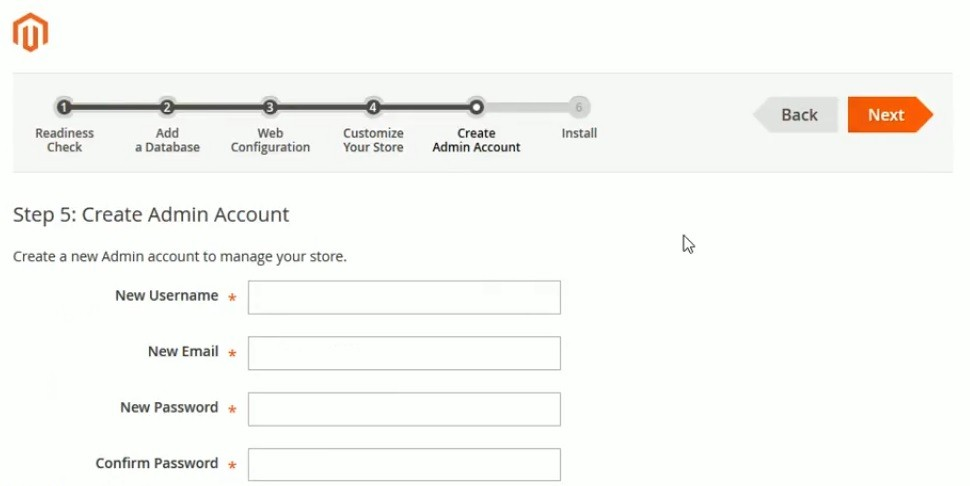 1 2 3 4 6
Readiness Check
Add a Database
Web Configuration
Customize Your Store
Create Admin Account
Install
Back
Next
Step 5: Create Admin Account
Create a new Admin account to manage your store.
New Username *
New Email *
New Password *
Confirm Password *